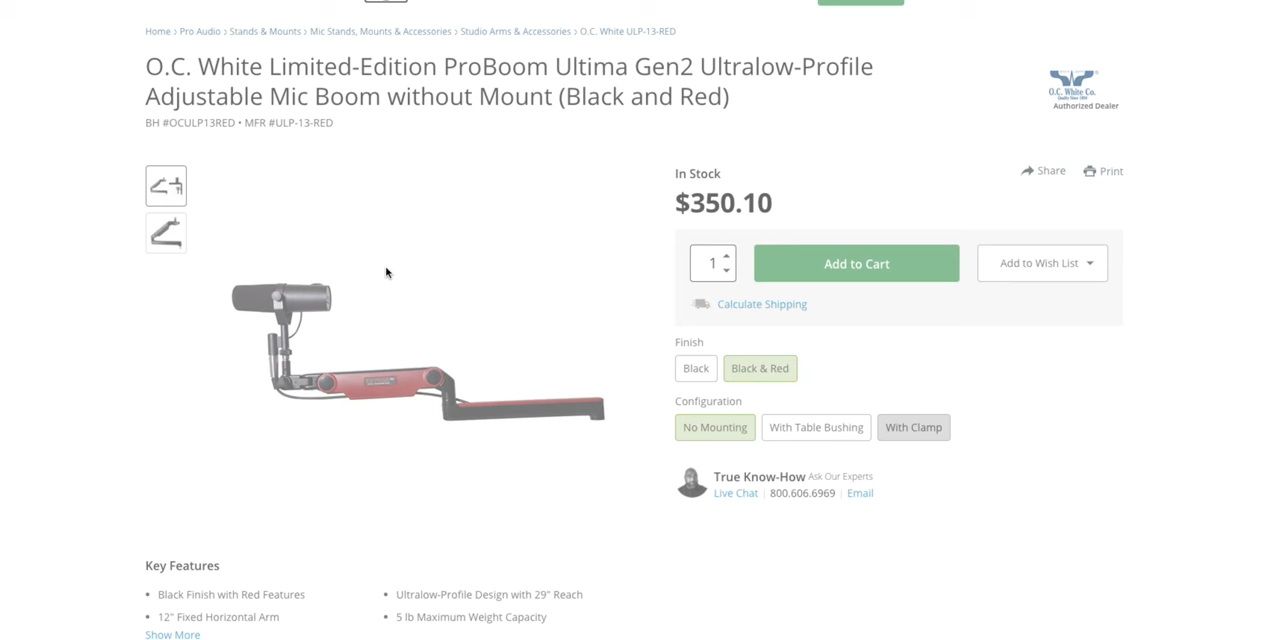 Home > Pro Audio > Stands & Mounts > Mic Stands, Mounts & Accessories > Studio Arms & Accessories > O.C. White ULP-13-RED
O.C. White Limited-Edition ProBoom Ultima Gen2 Ultralow-Profile
Adjustable Mic Boom without Mount (Black and Red)
BH #OCULP13RED • MFR #ULP-13-RED
O.C. White Co.
Authorized Dealer
In Stock
Share
Print
$350.10
1
Add to Cart
Add to Wish List
Calculate Shipping
Finish
Black
Black & Red
Configuration
No Mounting
With Table Bushing
With Clamp
True Know-How Ask Our Experts
Live Chat | 800.606.6969 | Email
Key Features
• Black Finish with Red Features
• Ultralow-Profile Design with 29" Reach
• 12" Fixed Horizontal Arm
• 5 lb Maximum Weight Capacity
Show More